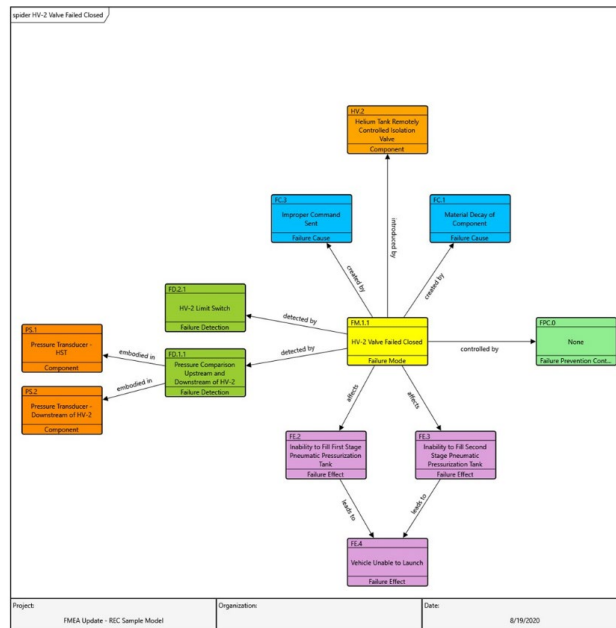 spider HV-2 Valve Failed Closed
HV.2
Helium Tank Remotely
Controlled Isolation
Valve
Component
FC.3
Improper Command
Sent
Failure Cause
FC.1
Material Decay of
Component
Failure Cause
introduced by
created by
created by
FD.2.1
HV-2 Limit Switch
Failure Detection
detected by
FM.1.1
HV-2 Valve Failed Closed
Failure Mode
controlled by
FPC.0
None
Failure Prevention Cont...
PS.1
Pressure Transducer -
HST
Component
embodied in
FD.1.1
Pressure Comparison
Upstream and
Downstream of HV-2
Failure Detection
detected by
PS.2
Pressure Transducer -
Downstream of HV-2
Component
embodied in
affects
affects
FE.2
Inability to Fill First Stage
Pneumatic Pressurization
Tank
Failure Effect
FE.3
Inability to Fill Second
Stage Pneumatic
Pressurization Tank
Failure Effect
leads to
leads to
FE.4
Vehicle Unable to Launch
Failure Effect
Project:
FMEA Update - REC Sample Model
Organization:
Date:
8/19/2020